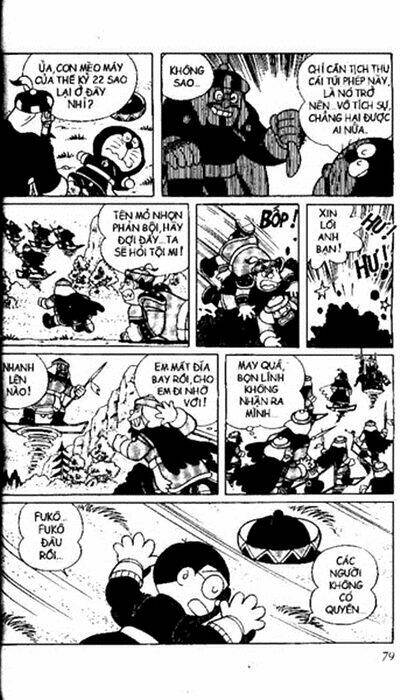 ỦA, CON MÈO MÁY
CỦA THẾ KỶ 22 SAO
LẠI Ở ĐÂY
NHỈ?
KHÔNG
SAO...
CHỈ CẦN TỊCH THU
CÁI TÚI PHÉP NÀY,
LÀ NÓ TRỞ
NÊN... VÔ TÍCH SỰ,
CHẲNG HẠI ĐƯỢC
AI NỮA.
TÊN MỎ NHỌN
PHẢN BỘI, HÃY
ĐỢI ĐẤY... TA
SẼ HỎI TỘI MI!
BỐP!
XIN
LỖI
ANH
BẠN!
HỪ!
HỪ!
NHANH
LÊN
NÀO!
EM MẤT ĐĨA
BAY RỒI, CHO
EM ĐI NHỜ
VỚI!
MAY QUÁ,
BỌN LÍNH
KHÔNG
NHẬN RA
MÌNH...
FUKÔ...
FUKÔ
ĐÂU
RỒI...
CÁC
NGƯƠI
KHÔNG
CÓ
QUYỀN...
79